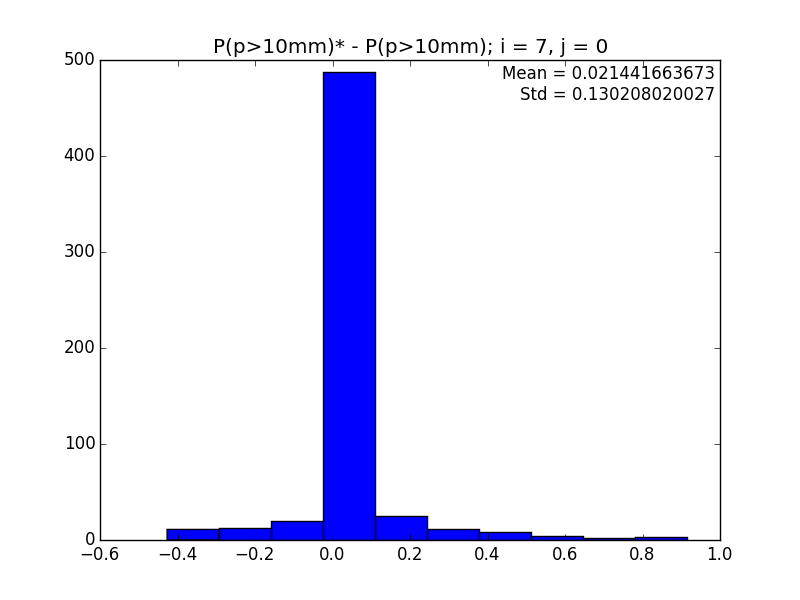 P(p>10mm)* - P(p>10mm); i = 7, j = 0
Mean = 0.021441663673
Std = 0.130208020027
500
400
300
200
100
0
−0.6 −0.4 −0.2 0.0 0.2 0.4 0.6 0.8 1.0